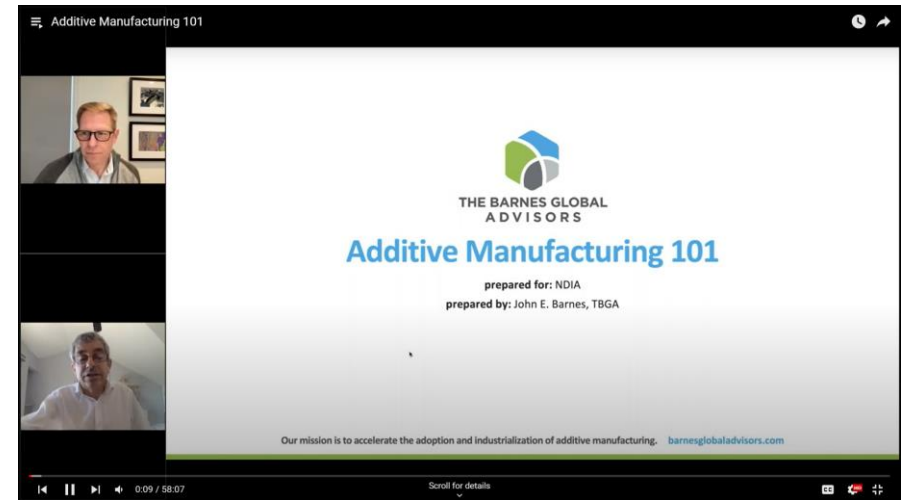 Additive Manufacturing 101
THE BARNES GLOBAL
ADVISORS
Additive Manufacturing 101
prepared for: NDIA
prepared by: John E. Barnes, TBGA
Our mission is to accelerate the adoption and industrialization of additive manufacturing. barnesglobaladvisors.com
0:09 / 58:07
Scroll for details
CC